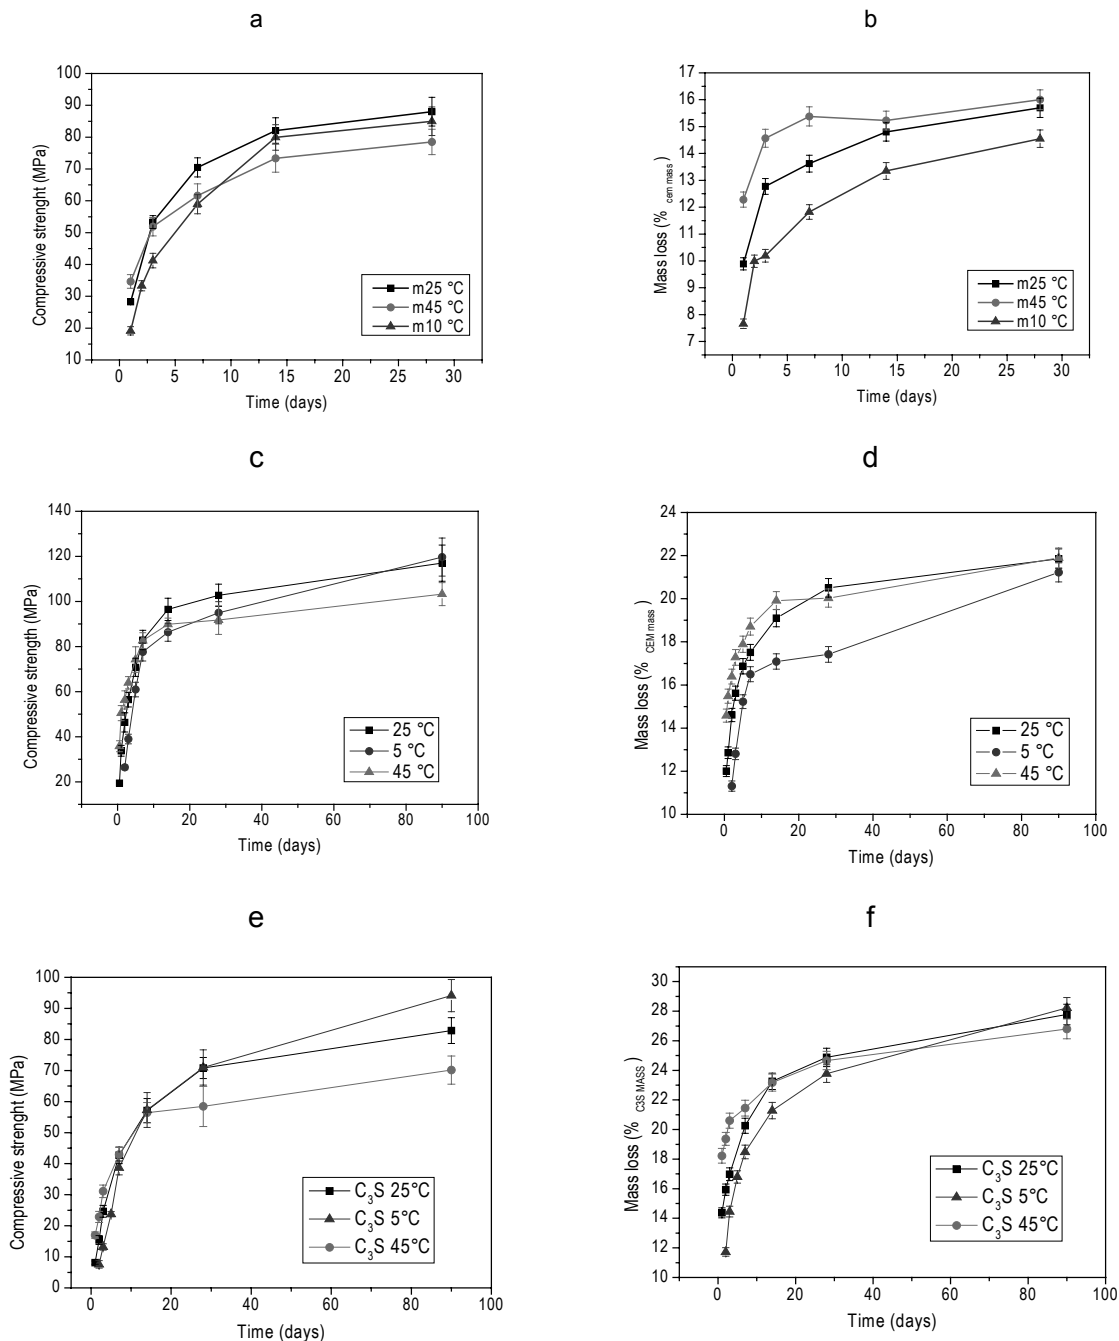 a
b
Compressive strenght (MPa)
100
90
80
70
60
50
40
30
20
10
0
5
10
15
20
25
30
Time (days)
m25 °C
m45 °C
m10 °C
Mass loss (% cem mass)
17
16
15
14
13
12
11
10
9
8
7
0
5
10
15
20
25
30
Time (days)
m25 °C
m45 °C
m10 °C
c
d
Compressive strength (MPa)
140
120
100
80
60
40
20
0
20
40
60
80
100
Time (days)
25 °C
5 °C
45 °C
Mass loss (% CEM mass)
24
22
20
18
16
14
12
10
0
20
40
60
80
100
Time (days)
25 °C
5 °C
45 °C
e
f
Compressive strenght (MPa)
100
90
80
70
60
50
40
30
20
10
0
0
20
40
60
80
100
Time (days)
C₃S 25°C
C₃S 5°C
C₃S 45°C
Mass loss (% C3S MASS)
30
28
26
24
22
20
18
16
14
12
10
0
20
40
60
80
100
Time (days)
C₃S 25°C
C₃S 5°C
C₃S 45°C